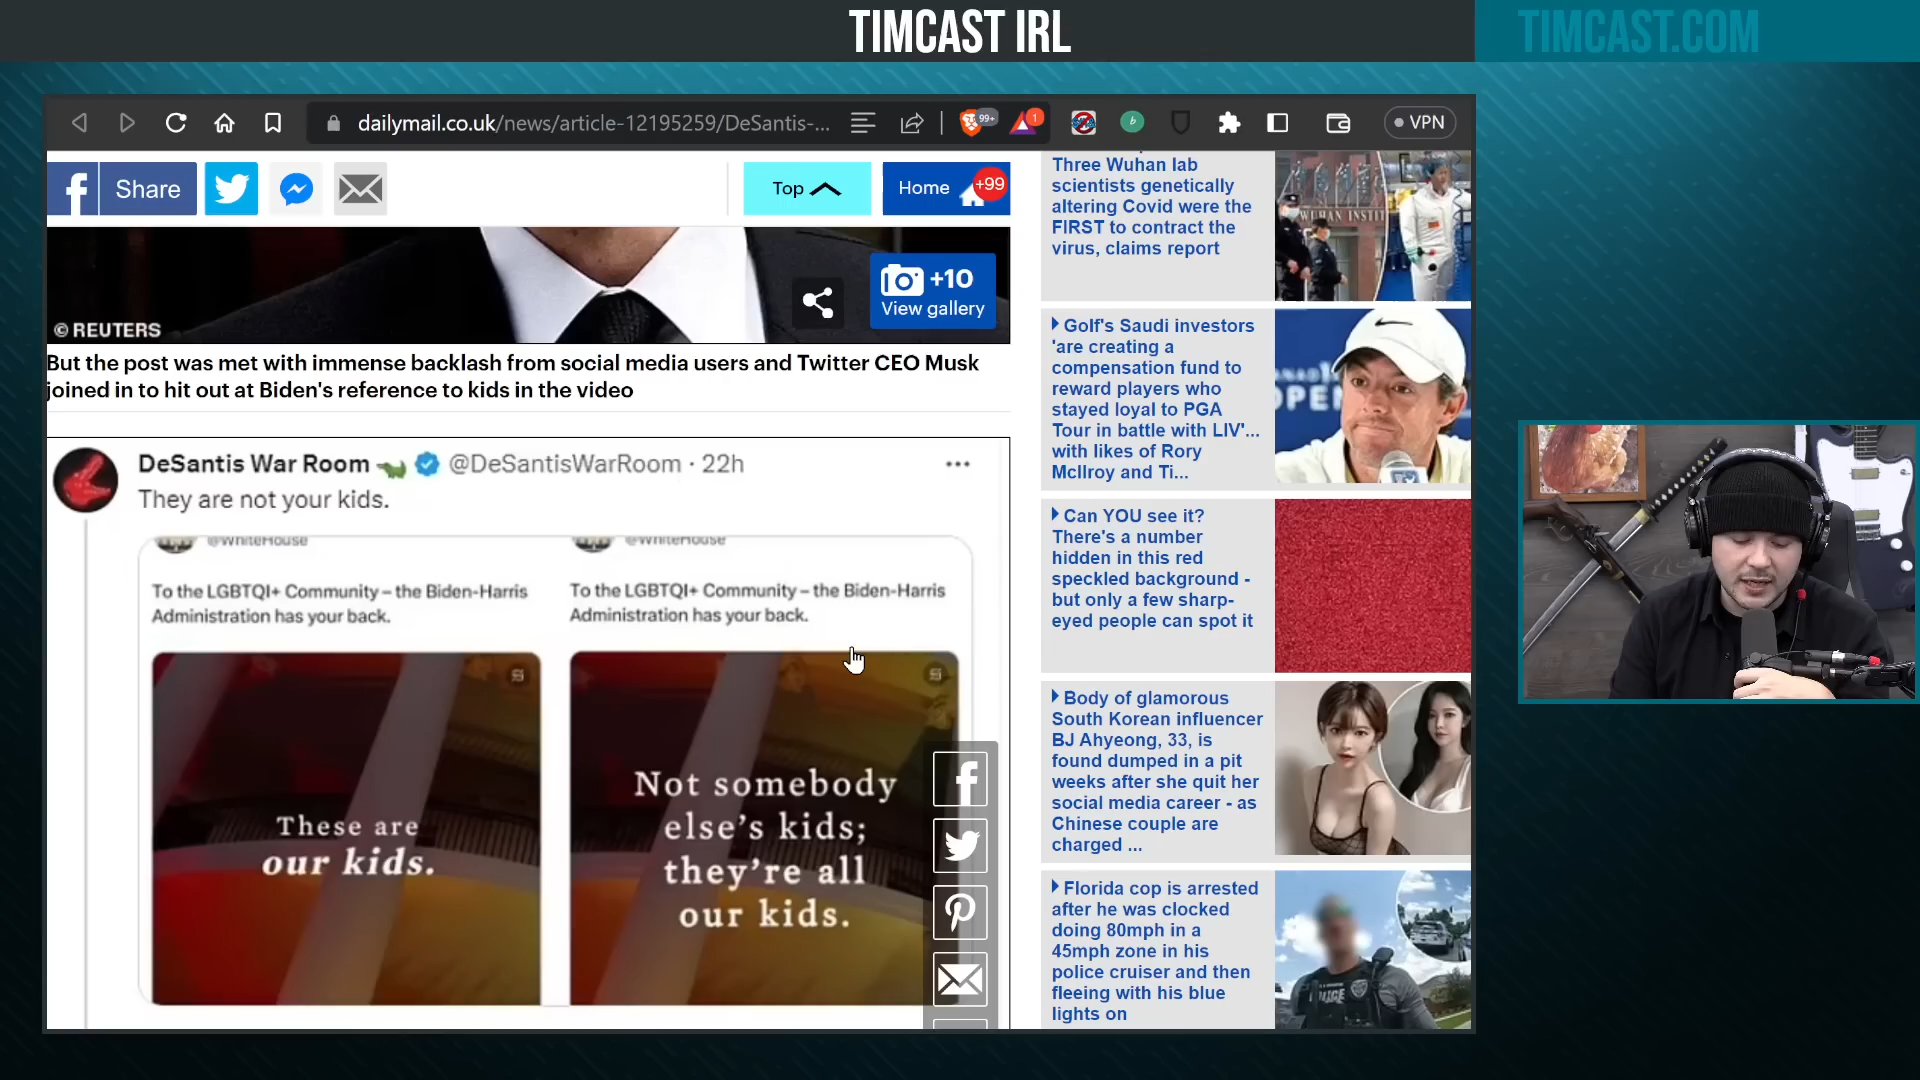 TIMCAST IRL
TIMCAST.COM
dailymail.co.uk/news/article-12195259/DeSantis-...
99+
1
b
VPN
Share
Top
Home
+99
+10
View gallery
© REUTERS
But the post was met with immense backlash from social media users and Twitter CEO Musk
joined in to hit out at Biden's reference to kids in the video
DeSantis War Room @DeSantisWarRoom · 22h
They are not your kids.
@WhiteHouse
To the LGBTQI+ Community – the Biden-Harris
Administration has your back.
These are
our kids.
@WhiteHouse
To the LGBTQI+ Community – the Biden-Harris
Administration has your back.
Not somebody
else's kids;
they're all
our kids.
Three Wuhan lab
scientists genetically
altering Covid were the
FIRST to contract the
virus, claims report
WUHAN INSTIT
Golf's Saudi investors
'are creating a
compensation fund to
reward players who
stayed loyal to PGA
Tour in battle with LIV'...
with likes of Rory
McIlroy and Ti...
OPEN
Can YOU see it?
There's a number
hidden in this red
speckled background -
but only a few sharp-
eyed people can spot it
Body of glamorous
South Korean influencer
BJ Ahyeong, 33, is
found dumped in a pit
weeks after she quit her
social media career - as
Chinese couple are
charged ...
Florida cop is arrested
after he was clocked
doing 80mph in a
45mph zone in his
police cruiser and then
fleeing with his blue
lights on
POLICE